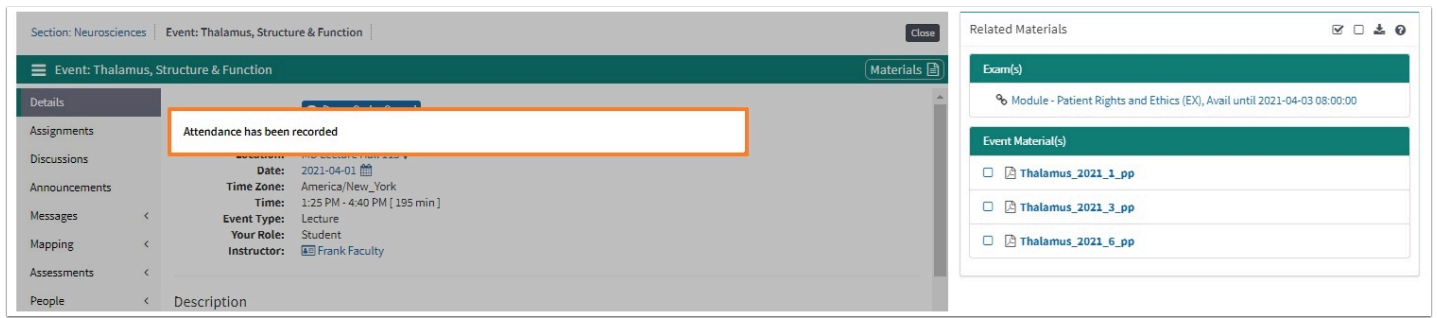 Section: Neurosciences Event: Thalamus, Structure & Function Close
Event: Thalamus, Structure & Function Materials
Details
Assignments
Discussions
Announcements
Messages
Mapping
Assessments
People
Attendance has been recorded
Location:
Date: 2021-04-01
Time Zone: America/New_York
Time: 1:25 PM - 4:40 PM [ 195 min ]
Event Type: Lecture
Your Role: Student
Instructor: Frank Faculty
Description
Related Materials
Exam(s)
Module - Patient Rights and Ethics (EX), Avail until 2021-04-03 08:00:00
Event Material(s)
Thalamus_2021_1_pp
Thalamus_2021_3_pp
Thalamus_2021_6_pp